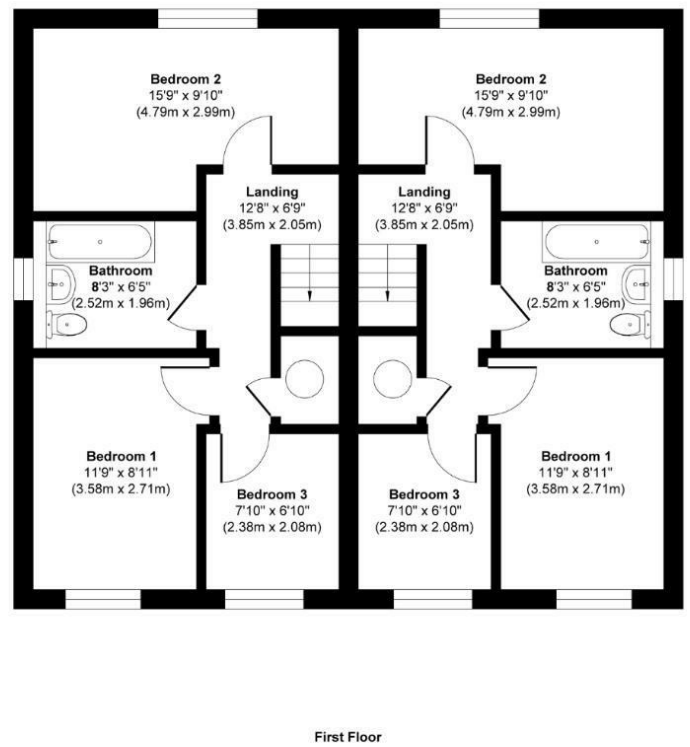 Bedroom 2
15'9" x 9'10"
(4.79m x 2.99m)
Bedroom 2
15'9" x 9'10"
(4.79m x 2.99m)
Landing
12'8" x 6'9"
(3.85m x 2.05m)
Landing
12'8" x 6'9"
(3.85m x 2.05m)
Bathroom
8'3" x 6'5"
(2.52m x 1.96m)
Bathroom
8'3" x 6'5"
(2.52m x 1.96m)
Bedroom 1
11'9" x 8'11"
(3.58m x 2.71m)
Bedroom 3
7'10" x 6'10"
(2.38m x 2.08m)
Bedroom 3
7'10" x 6'10"
(2.38m x 2.08m)
Bedroom 1
11'9" x 8'11"
(3.58m x 2.71m)
First Floor